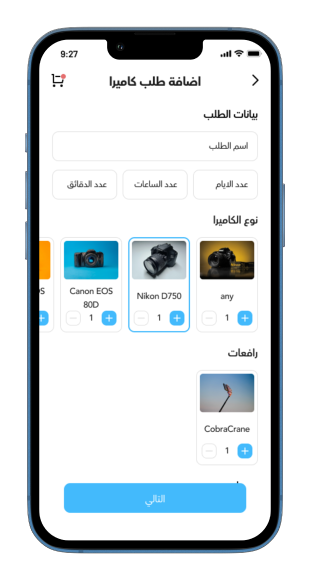 9:27
اضافة طلب كاميرا
بيانات الطلب
اسم الطلب
عدد الايام
عدد الساعات
عدد الدقائق
نوع الكاميرا
any
Nikon D750
Canon EOS
80D
1
1
1
رافعات
CobraCrane
1
التالي